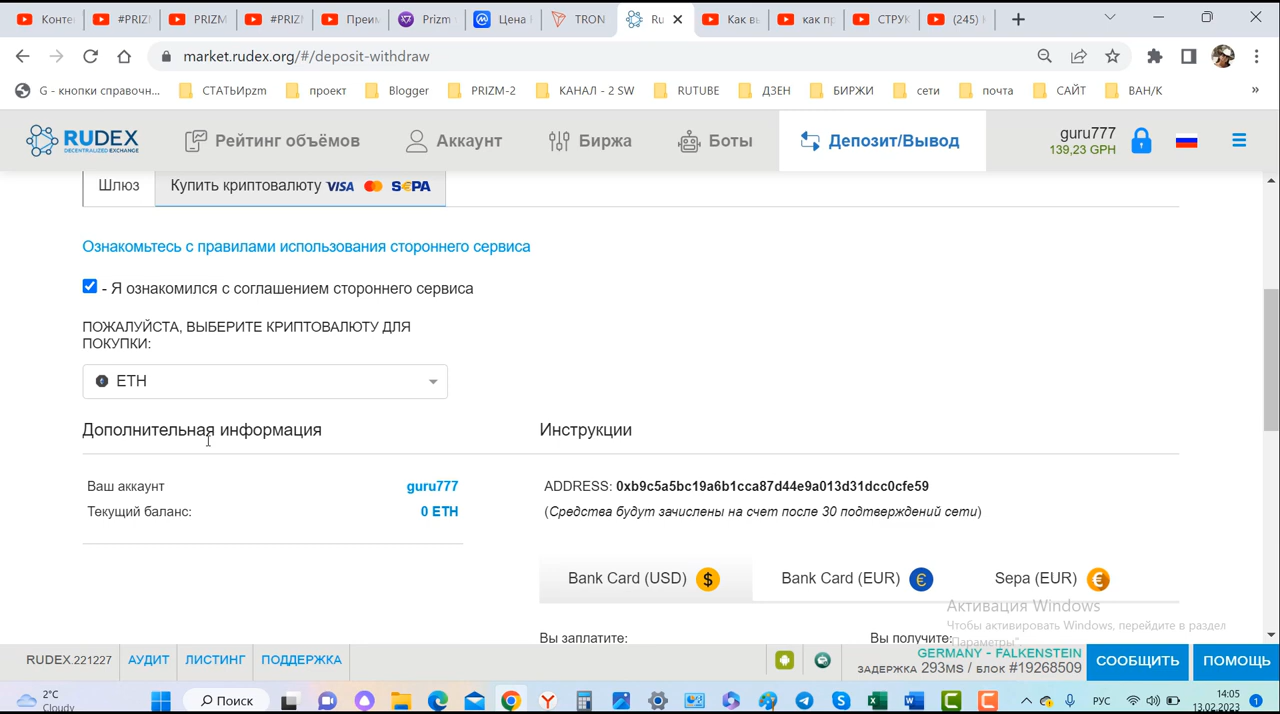 Конте
#PRIZ
PRIZM
#PRIZ
Преим
Prizm
Цена
TRON
Ru
Как вы
как пр
СТРУК
(245)
market.rudex.org/#/deposit-withdraw
G - кнопки справочн...
СТАТЬИpzm
проект
Blogger
PRIZM-2
КАНАЛ - 2 SW
RUTUBE
ДЗЕН
БИРЖИ
сети
почта
САЙТ
ВАН/К
»
RUDEX
DECENTRALIZED EXCHANGE
Рейтинг объёмов
Аккаунт
Биржа
Боты
Депозит/Вывод
guru777
139,23 GPH
Шлюз
Купить криптовалюту VISA SEPA
Ознакомьтесь с правилами использования стороннего сервиса
- Я ознакомился с соглашением стороннего сервиса
ПОЖАЛУЙСТА, ВЫБЕРИТЕ КРИПТОВАЛЮТУ ДЛЯ
ПОКУПКИ:
ETH
Дополнительная информация
Инструкции
Ваш аккаунт
guru777
ADDRESS: 0xb9c5a5bc19a6b1cca87d44e9a013d31dcc0cfe59
Текущий баланс:
0 ETH
(Средства будут зачислены на счет после 30 подтверждений сети)
Bank Card (USD)
Bank Card (EUR)
Sepa (EUR)
Активация Windows
Чтобы активировать Windows, перейдите в раздел
"Параметры".
Вы заплатите:
Вы получите:
RUDEX.221227
АУДИТ
ЛИСТИНГ
ПОДДЕРЖКА
GERMANY - FALKENSTEIN
ЗАДЕРЖКА 293MS / БЛОК #19268509
СООБЩИТЬ
ПОМОЩЬ
2°C
Cloudy
Поиск
РУС
14:05
13.02.2023
1